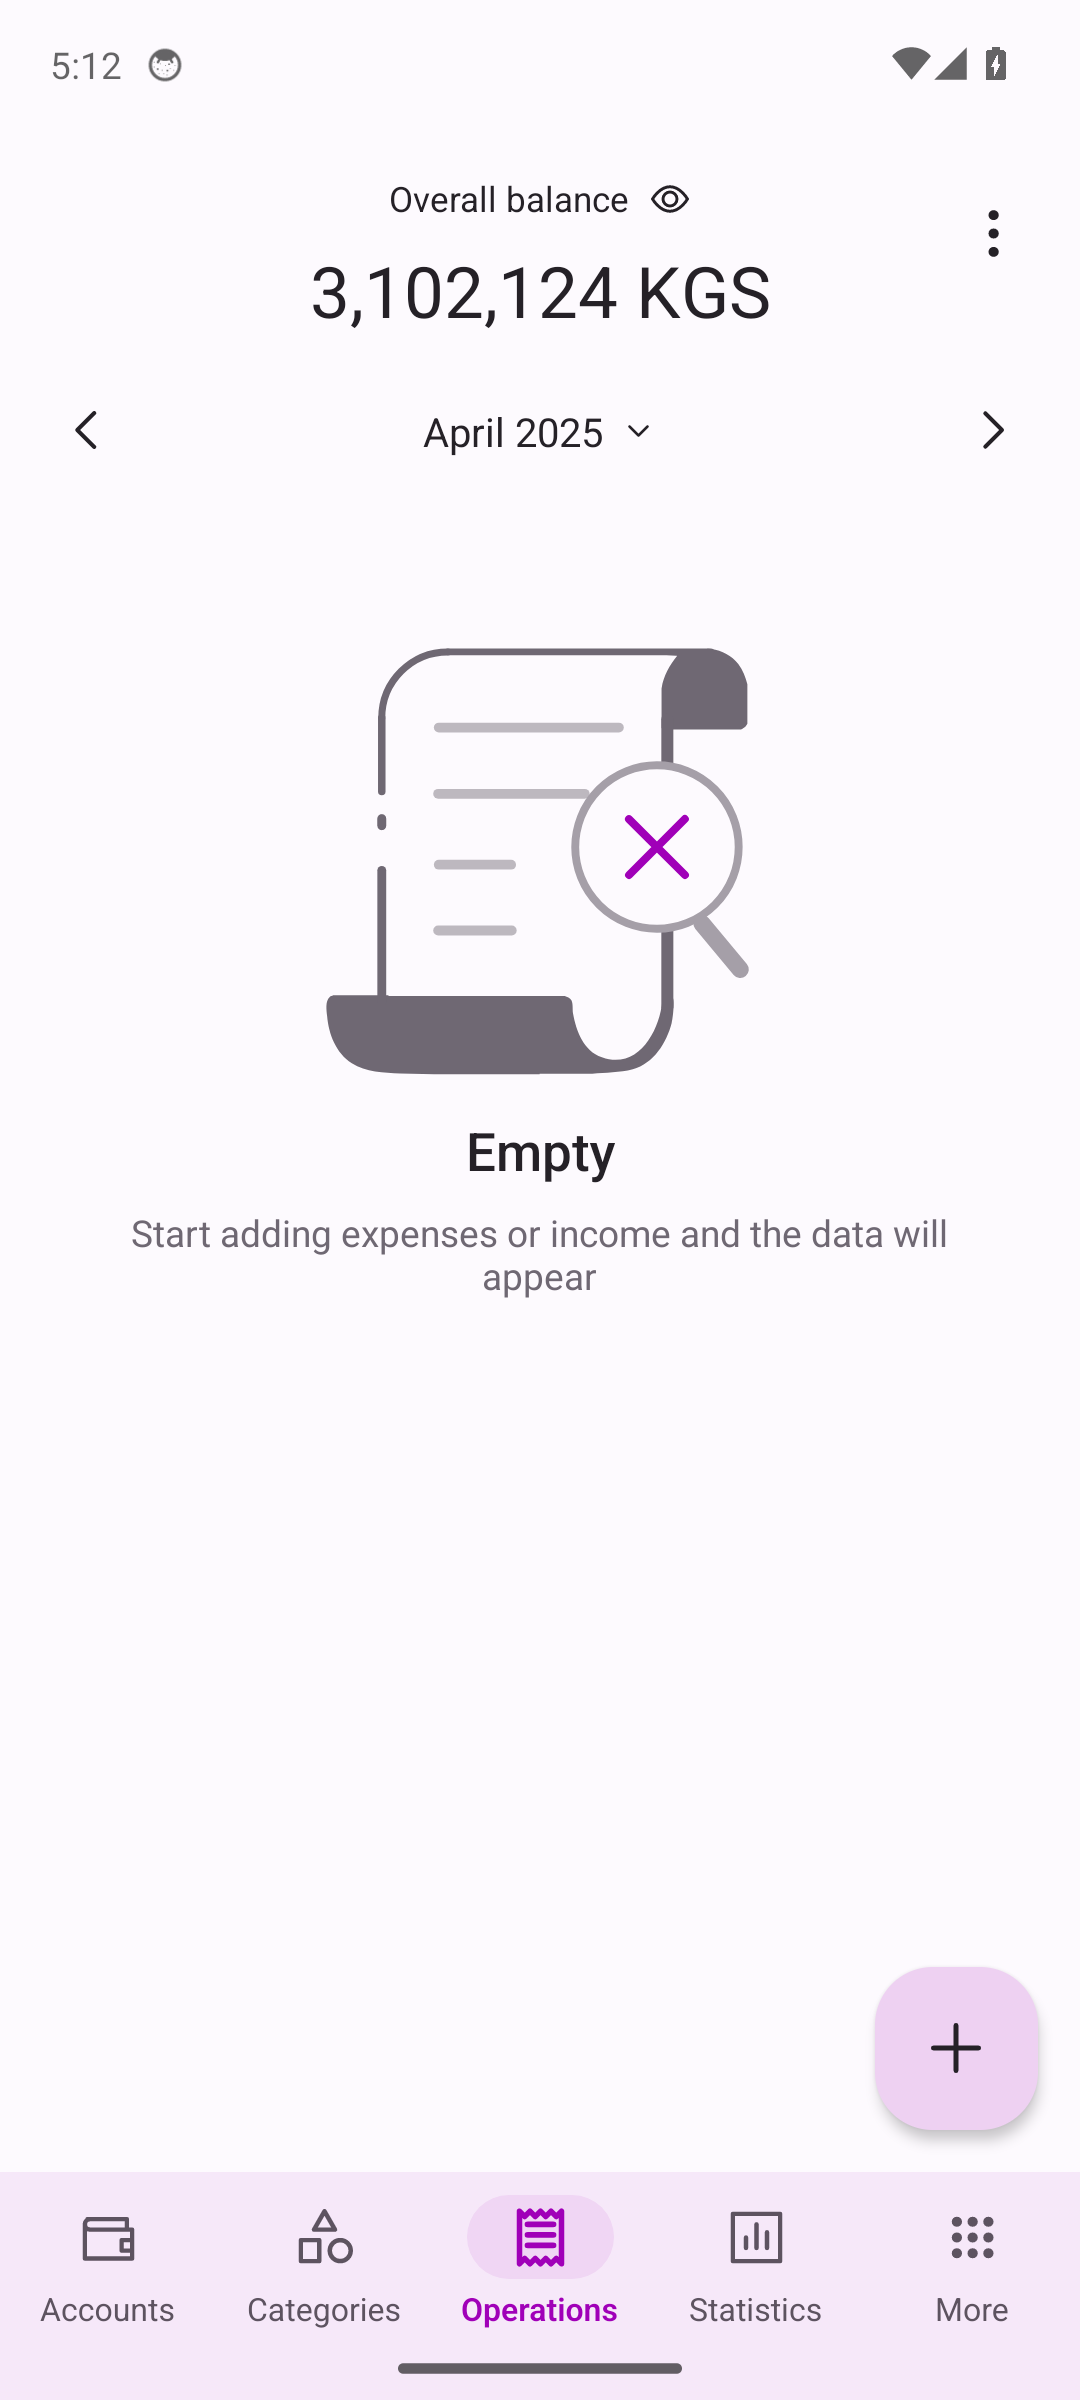 5:12
Overall balance
3,102,124 KGS
April 2025
Empty
Start adding expenses or income and the data will
appear
Accounts
Categories
Operations
Statistics
More